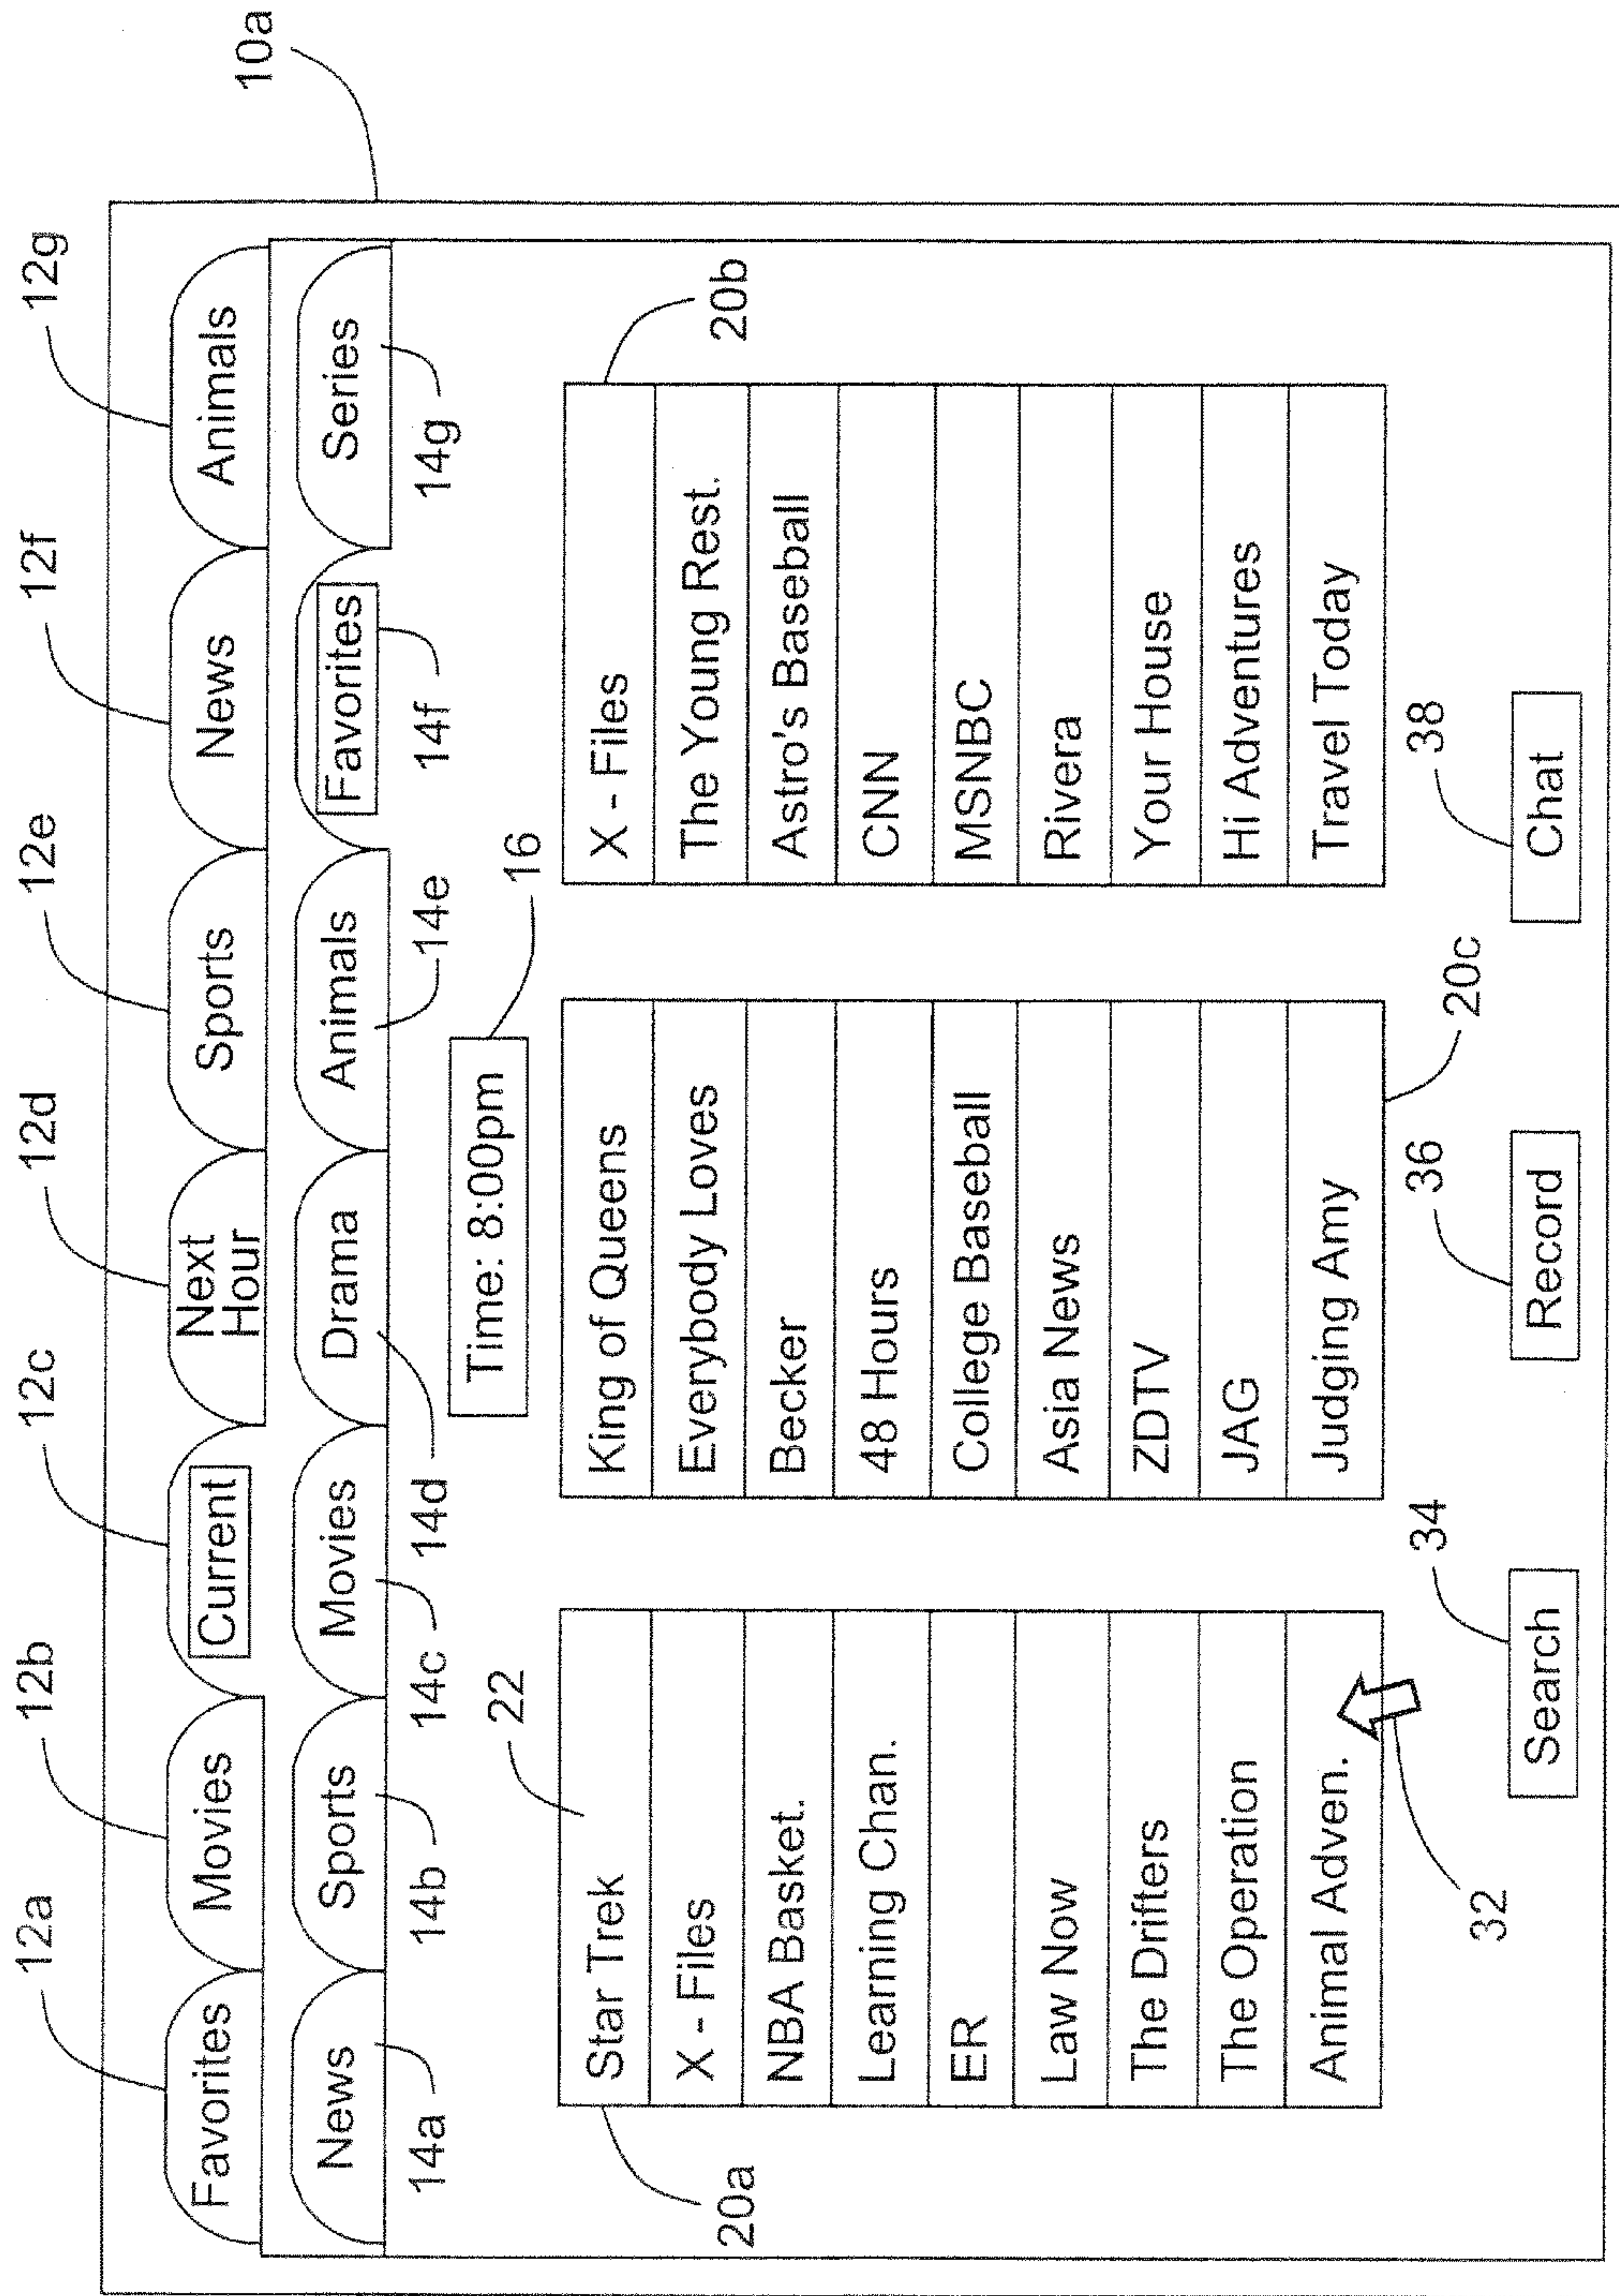 10a
12a 12b 12c 12d 12e 12f 12g
Favorites Movies Current Next Hour Sports News Animals
News Sports Movies Drama Animals Favorites Series
14a 14b 14c 14d 14e 14f 14g
Time: 8:00pm
16
22
20a
Star Trek
X - Files
NBA Basket.
Learning Chan.
ER
Law Now
The Drifters
The Operation
Animal Adven.
32
King of Queens
Everybody Loves
Becker
48 Hours
College Baseball
Asia News
ZDTV
JAG
Judging Amy
20c
20b
X - Files
The Young Rest.
Astro's Baseball
CNN
MSNBC
Rivera
Your House
Hi Adventures
Travel Today
34
Search
36
Record
38
Chat